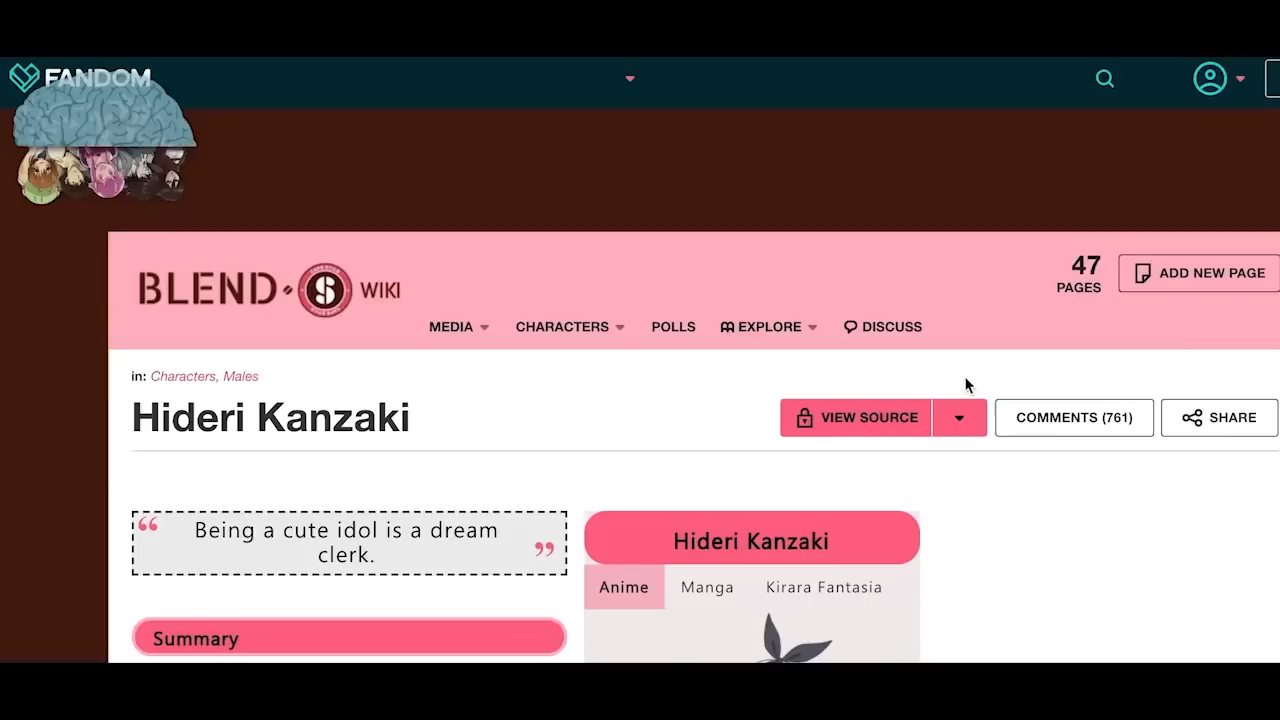 FANDOM
BLEND S WIKI
47
PAGES
ADD NEW PAGE
MEDIA CHARACTERS POLLS EXPLORE DISCUSS
in: Characters, Males
Hideri Kanzaki
VIEW SOURCE COMMENTS (761) SHARE
“ Being a cute idol is a dream
clerk. ”
Hideri Kanzaki
Anime Manga Kirara Fantasia
Summary